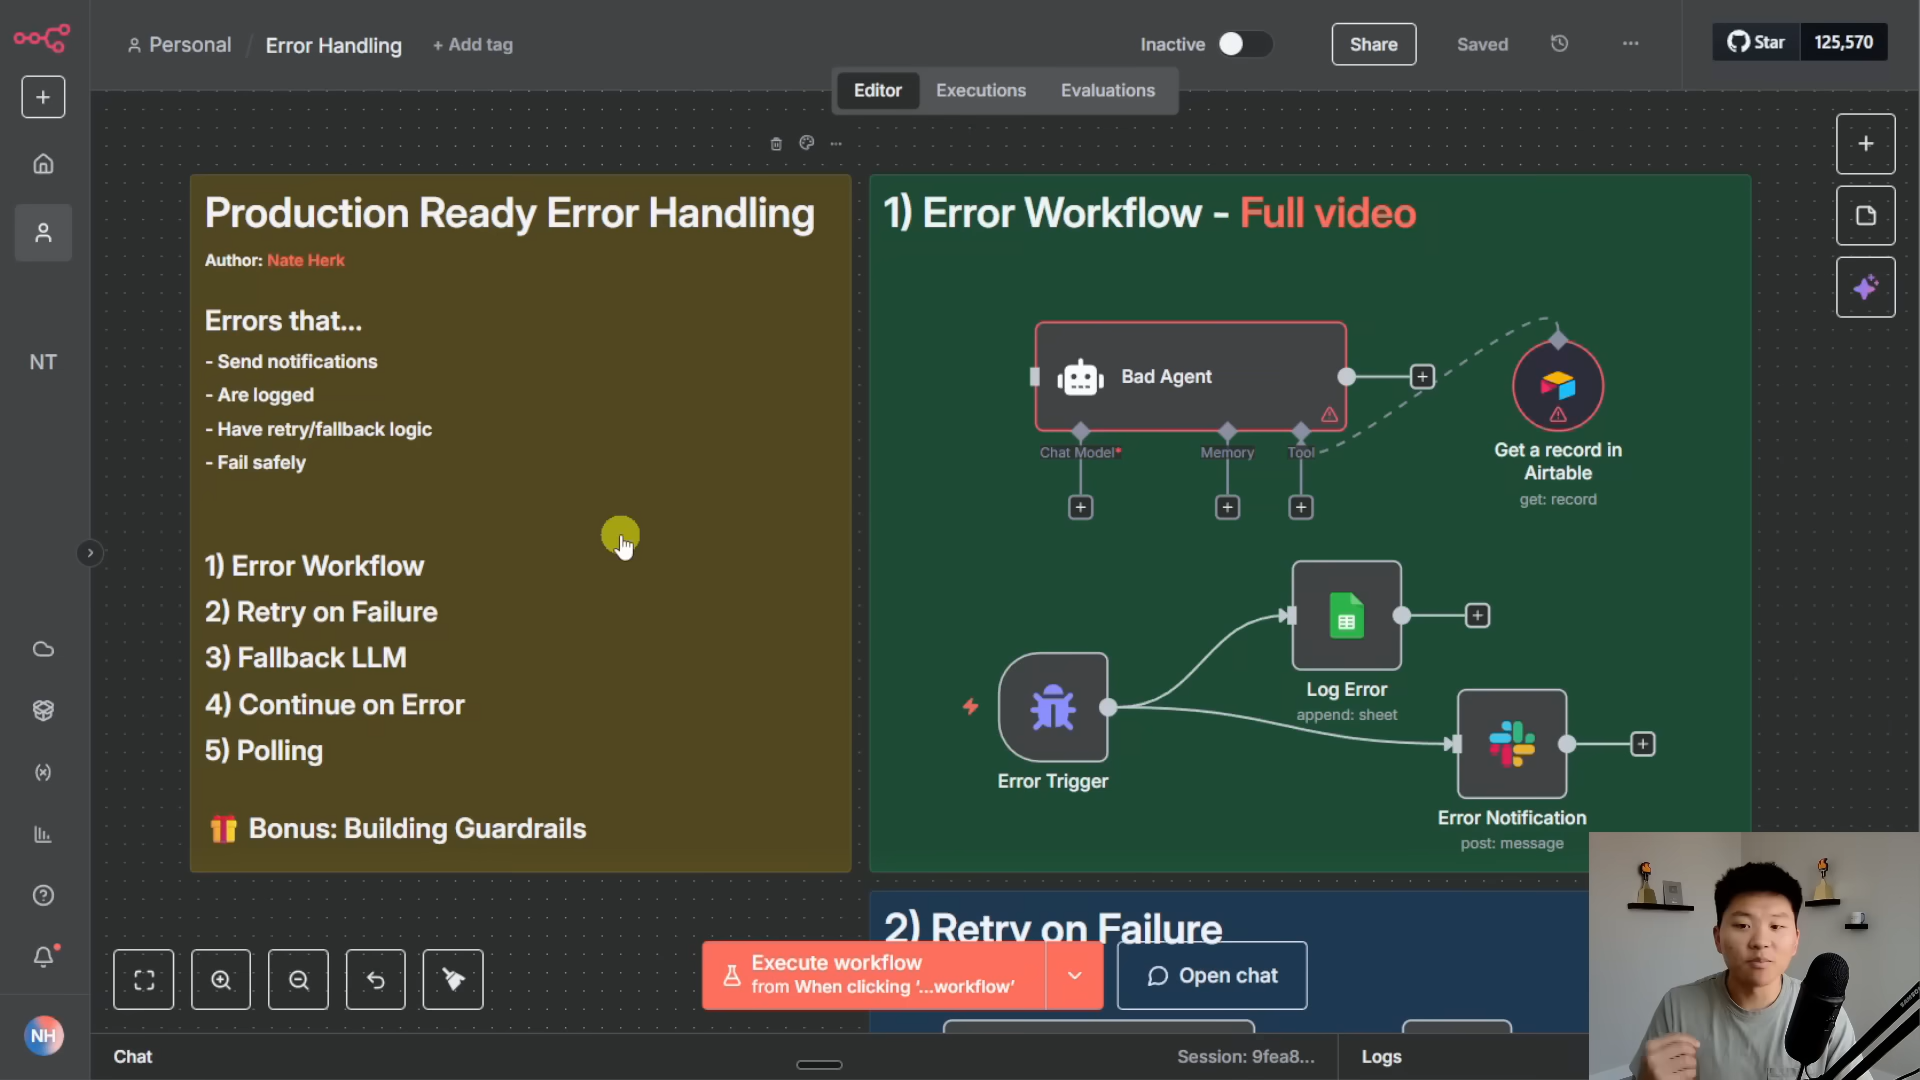 Personal / Error Handling + Add tag
Inactive
Share
Saved
Star 125,570
Editor Executions Evaluations
NT
Production Ready Error Handling
Author: Nate Herk
Errors that...
- Send notifications
- Are logged
- Have retry/fallback logic
- Fail safely
1) Error Workflow
2) Retry on Failure
3) Fallback LLM
4) Continue on Error
5) Polling
🎁 Bonus: Building Guardrails
1) Error Workflow - Full video
Bad Agent
Chat Model*
Memory
Tool
Get a record in
Airtable
get: record
Log Error
append: sheet
Error Trigger
Error Notification
post: message
2) Retry on Failure
Execute workflow
from When clicking ‘...workflow’
Open chat
NH
Chat
Session: 9fea8...
Logs